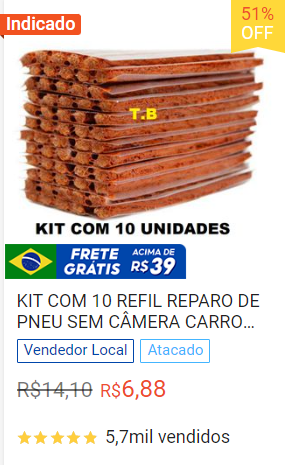 Indicado
51%
OFF
T.B
KIT COM 10 UNIDADES
FRETE
GRÁTIS
ACIMA DE
R$39
KIT COM 10 REFIL REPARO DE
PNEU SEM CÂMERA CARRO...
Vendedor Local
Atacado
R$14,10 R$6,88
5,7mil vendidos